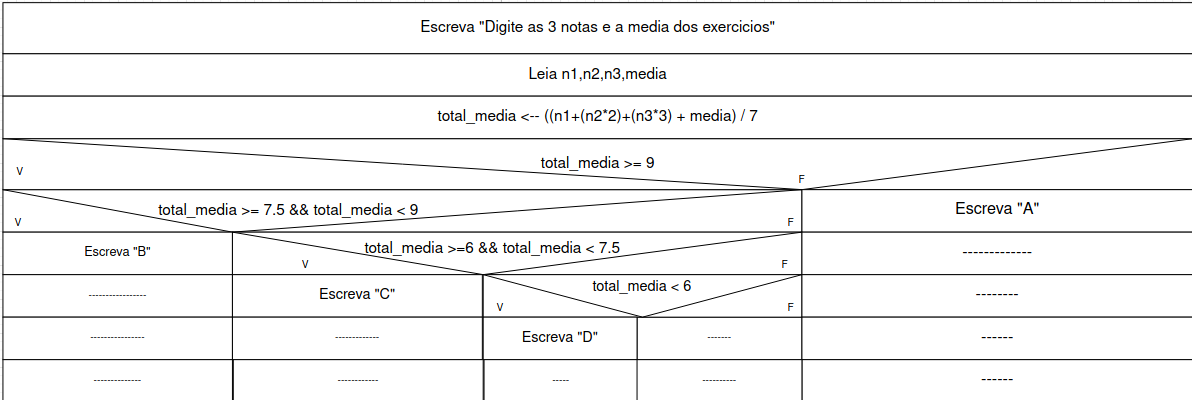 Escreva "Digite as 3 notas e a media dos exercicios"
Leia n1,n2,n3,media
total_media <-- ((n1+(n2*2)+(n3*3) + media) / 7
total_media >= 9
V
F
total_media >= 7.5 && total_media < 9
V
F
Escreva "A"
Escreva "B"
total_media >=6 && total_media < 7.5
V
F
-------------
----------------
Escreva "C"
total_media < 6
V
F
--------
---------------
------------
Escreva "D"
-------
------
-------------
-----------
-----
----------
------